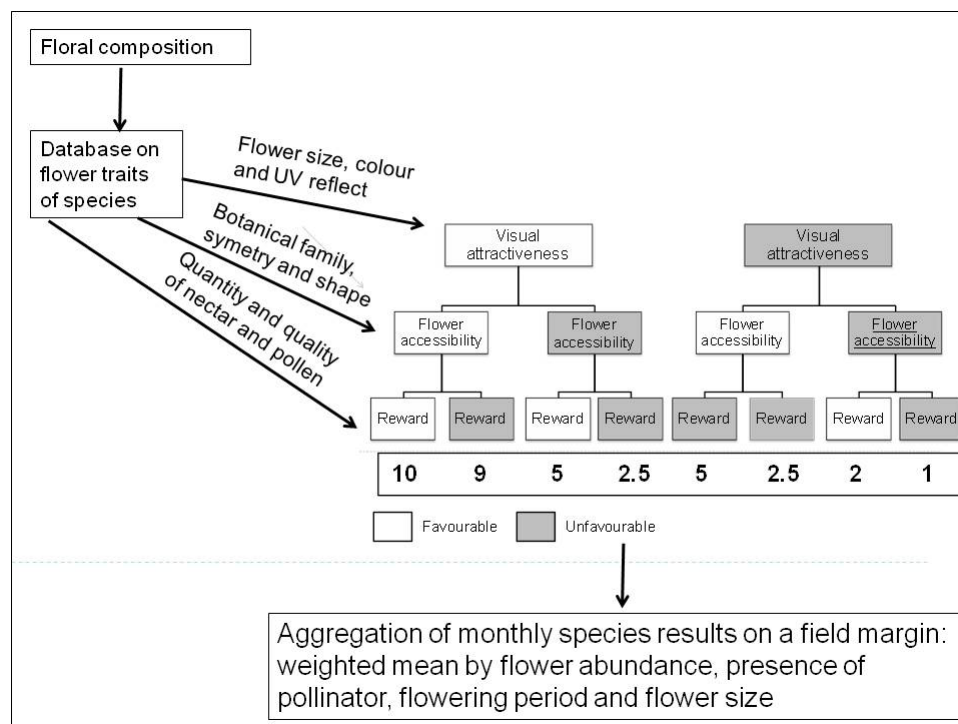 Floral composition
Database on
flower traits
of species
Flower size, colour
and UV reflect
Botanical family,
symetry and shape
Quantity and quality
of nectar and pollen
Visual
attractiveness
Visual
attractiveness
Flower
accessibility
Flower
accessibility
Flower
accessibility
Flower
accessibility
Reward
Reward
Reward
Reward
Reward
Reward
Reward
Reward
10
9
5
2.5
5
2.5
2
1
Favourable
Unfavourable
Aggregation of monthly species results on a field margin:
weighted mean by flower abundance, presence of
pollinator, flowering period and flower size